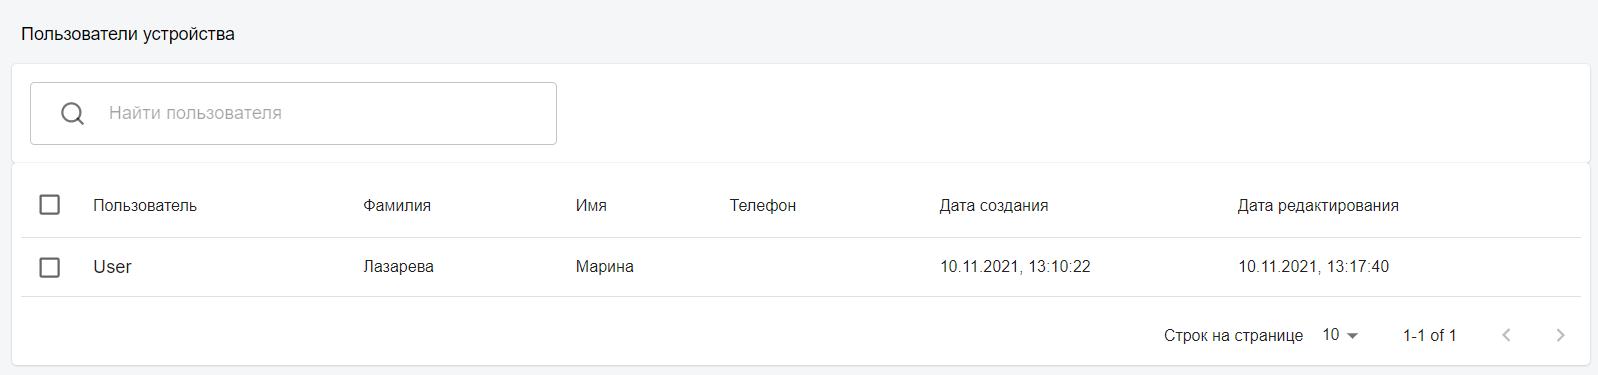 Пользователи устройства
Найти пользователя
Пользователь Фамилия Имя Телефон Дата создания Дата редактирования
User Лазарева Марина 10.11.2021, 13:10:22 10.11.2021, 13:17:40
Строк на странице 10 1-1 of 1